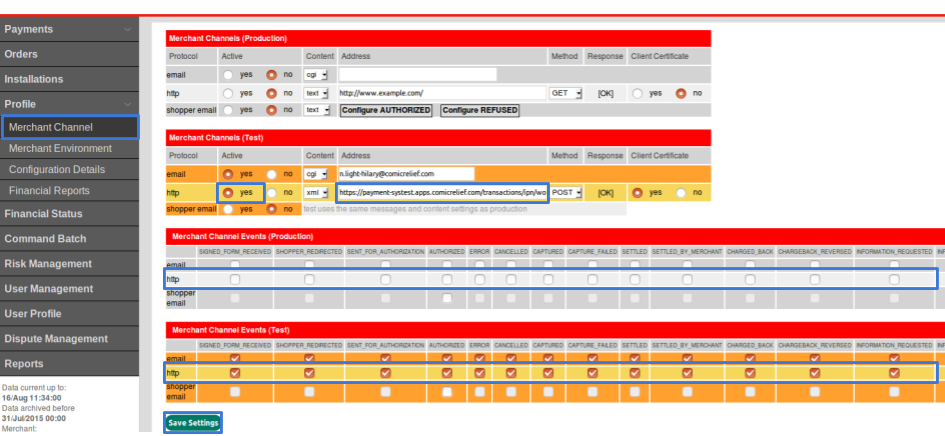 Payments
Orders
Installations
Profile
Merchant Channel
Merchant Environment
Configuration Details
Financial Reports
Financial Status
Command Batch
Risk Management
User Management
User Profile
Dispute Management
Reports
Data current up to:
16/Aug 11:34:00
Data archived before
31/Jul/2015 00:00
Merchant:
Merchant Channels (Production)
Protocol Active Content Address Method Response Client Certificate
email yes no cgi
http yes no text http://www.example.com/ GET [OK] yes no
shopper email yes no text Configure AUTHORIZED Configure REFUSED
Merchant Channels (Test)
Protocol Active Content Address Method Response Client Certificate
email yes no cgi n.light-hilary@comicrelief.com
http yes no xml https://payment-systest.apps.comicrelief.com/transactions/ipn/wo POST [OK] yes no
shopper email yes no test uses the same messages and content settings as production
Merchant Channel Events (Production)
SIGNED_FORM_RECEIVED SHOPPER_REDIRECTED SENT_FOR_AUTHORIZATION AUTHORIZED ERROR CANCELLED CAPTURED CAPTURE_FAILED SETTLED SETTLED_BY_MERCHANT CHARGED_BACK CHARGEBACK_REVERSED INFORMATION_REQUESTED INF
email
http
shopper
email
Merchant Channel Events (Test)
SIGNED_FORM_RECEIVED SHOPPER_REDIRECTED SENT_FOR_AUTHORIZATION AUTHORIZED ERROR CANCELLED CAPTURED CAPTURE_FAILED SETTLED SETTLED_BY_MERCHANT CHARGED_BACK CHARGEBACK_REVERSED INFORMATION_REQUESTED INF
email
http
shopper
email
Save Settings